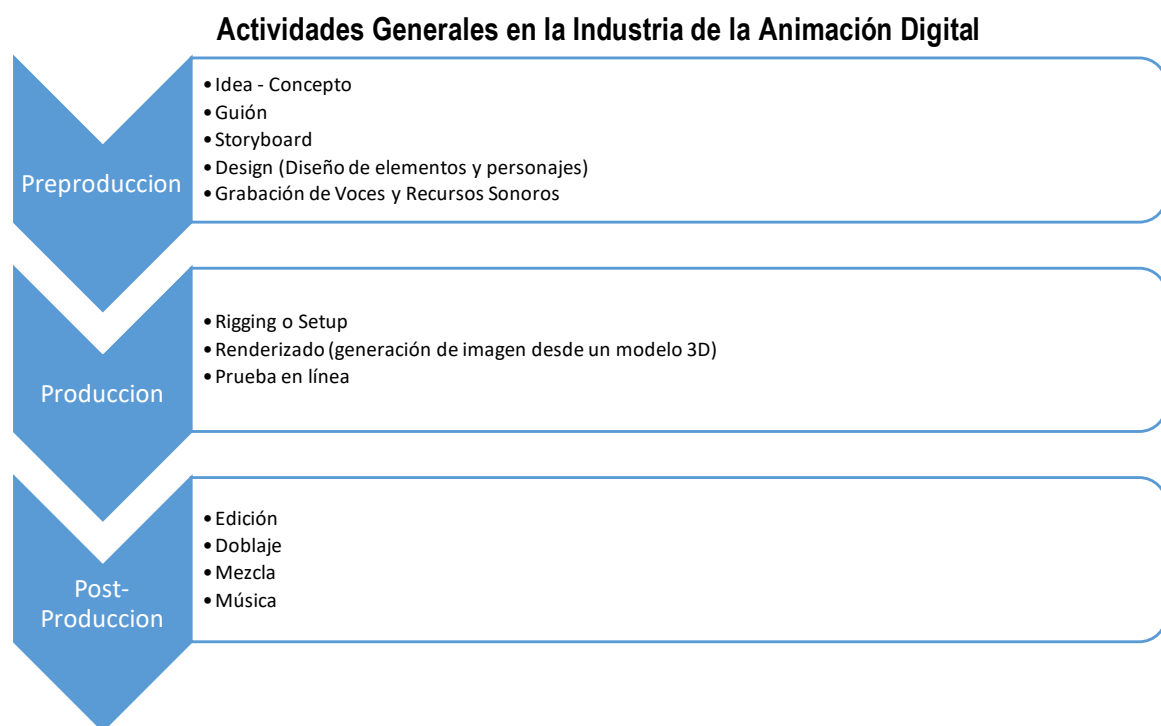 Actividades Generales en la Industria de la Animación Digital
Preproduccion
• Idea - Concepto
• Guión
• Storyboard
• Design (Diseño de elementos y personajes)
• Grabación de Voces y Recursos Sonoros
Produccion
• Rigging o Setup
• Renderizado (generación de imagen desde un modelo 3D)
• Prueba en línea
Post-
Produccion
• Edición
• Doblaje
• Mezcla
• Música